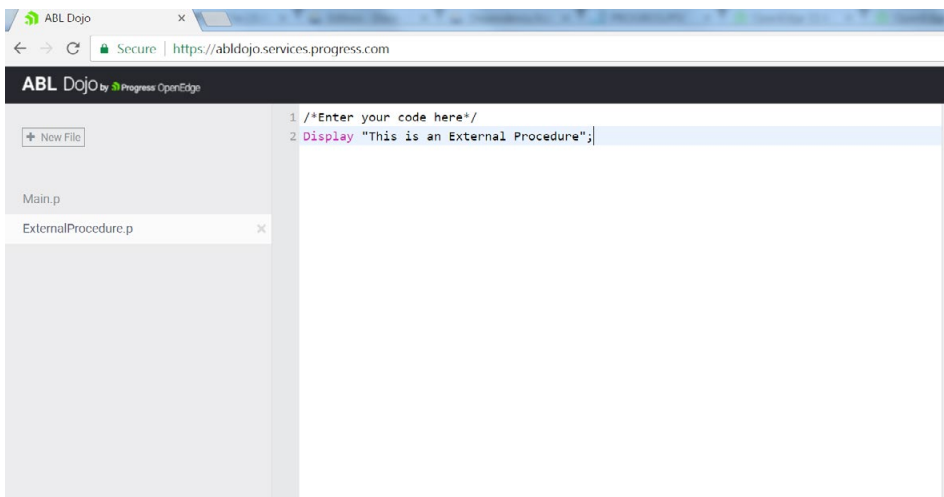 ABL Dojo
Secure | https://abldojo.services.progress.com
ABL Dojo by Progress OpenEdge
+ New File
Main.p
ExternalProcedure.p
1 /*Enter your code here*/
2 Display "This is an External Procedure";